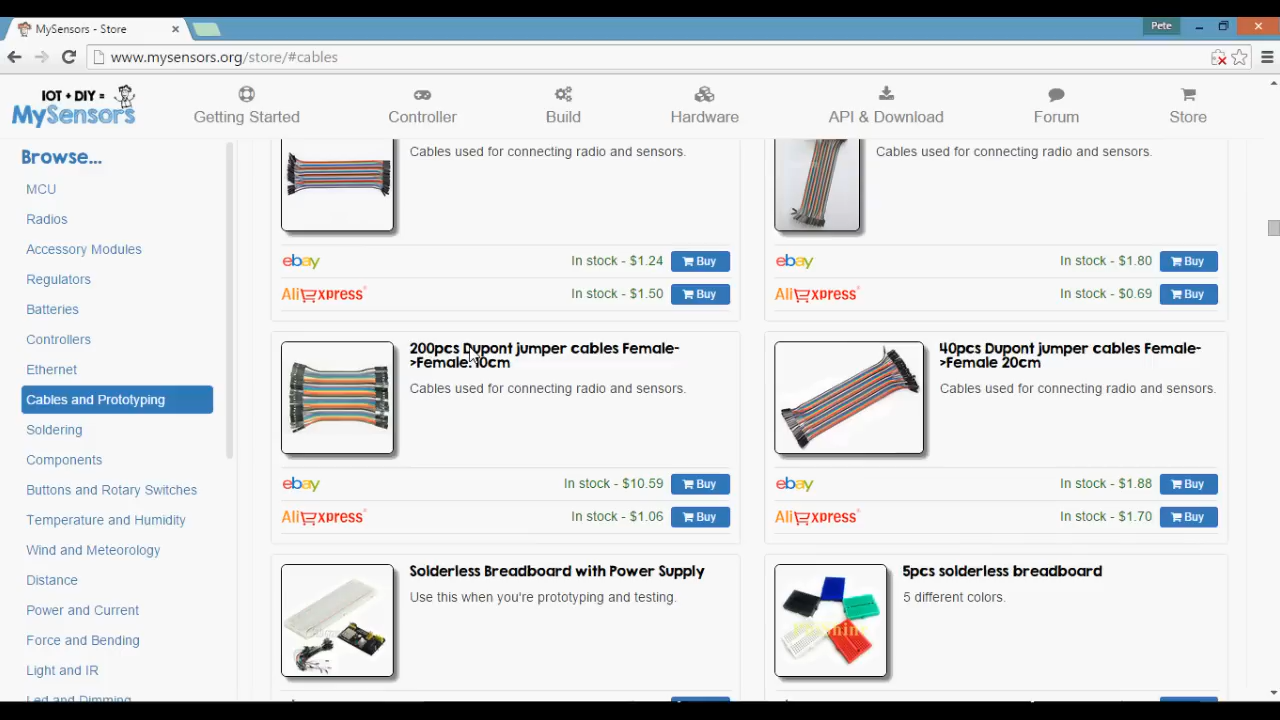 MySensors - Store
Pete
www.mysensors.org/store/#cables
IOT + DIY =
MySensors
Getting Started
Controller
Build
Hardware
API & Download
Forum
Store
Browse...
MCU
Radios
Accessory Modules
Regulators
Batteries
Controllers
Ethernet
Cables and Prototyping
Soldering
Components
Buttons and Rotary Switches
Temperature and Humidity
Wind and Meteorology
Distance
Power and Current
Force and Bending
Light and IR
Led and Dimming
Cables used for connecting radio and sensors.
ebay In stock - $1.24 Buy
AliExpress In stock - $1.50 Buy
Cables used for connecting radio and sensors.
ebay In stock - $1.80 Buy
AliExpress In stock - $0.69 Buy
200pcs Dupont jumper cables Female-
>Female 10cm
Cables used for connecting radio and sensors.
ebay In stock - $10.59 Buy
AliExpress In stock - $1.06 Buy
40pcs Dupont jumper cables Female-
>Female 20cm
Cables used for connecting radio and sensors.
ebay In stock - $1.88 Buy
AliExpress In stock - $1.70 Buy
Solderless Breadboard with Power Supply
Use this when you're prototyping and testing.
5pcs solderless breadboard
5 different colors.